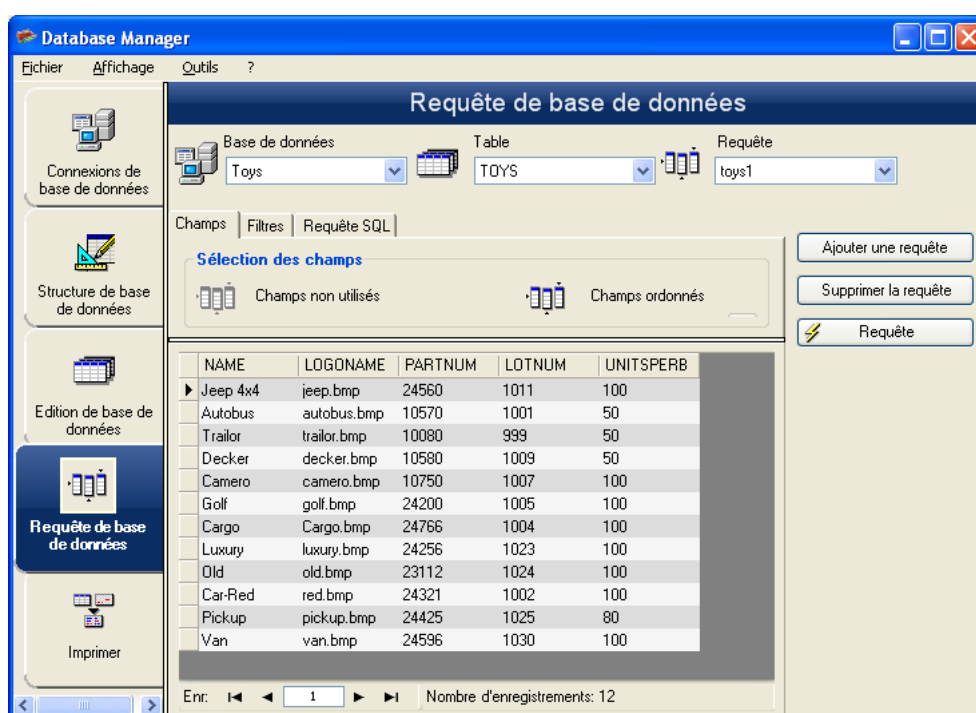 Database Manager
Fichier Affichage Outils ?
Requête de base de données
Connexions de
base de données
Structure de base
de données
Edition de base de
données
Requête de base
de données
Imprimer
Base de données Table Requête
Toys TOYS toys1
Champs Filtres Requête SQL
Sélection des champs
Champs non utilisés Champs ordonnés
Ajouter une requête
Supprimer la requête
Requête
NAME LOGONAME PARTNUM LOTNUM UNITSPERB
Jeep 4x4 jeep.bmp 24560 1011 100
Autobus autobus.bmp 10570 1001 50
Trailor trailor.bmp 10080 999 50
Decker decker.bmp 10580 1009 50
Camero camero.bmp 10750 1007 100
Golf golf.bmp 24200 1005 100
Cargo Cargo.bmp 24766 1004 100
Luxury luxury.bmp 24256 1023 100
Old old.bmp 23112 1024 100
Car-Red red.bmp 24321 1002 100
Pickup pickup.bmp 24425 1025 80
Van van.bmp 24596 1030 100
Enr: 1 Nombre d'enregistrements: 12